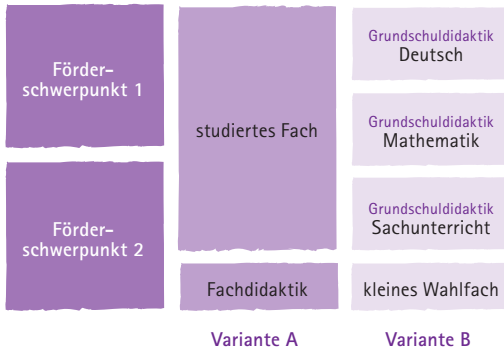 Förder-
schwerpunkt 1
Förder-
schwerpunkt 2
studiertes Fach
Fachdidaktik
Variante A
Grundschuldidaktik
Deutsch
Grundschuldidaktik
Mathematik
Grundschuldidaktik
Sachunterricht
kleines Wahlfach
Variante B